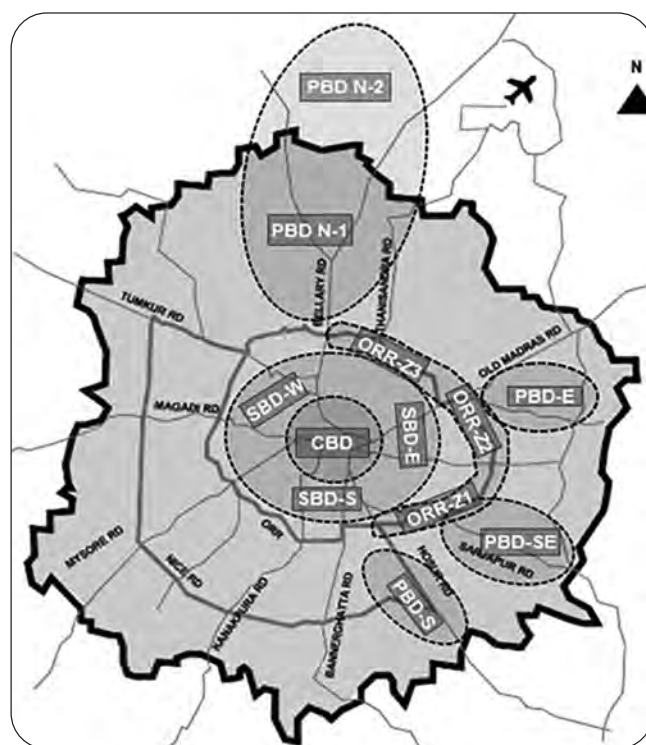 PBD N-2
N
PBD N-1
BELLARY RD
THANISANDRA RD
TUMKUR RD
OLD MADRAS RD
ORR-Z3
SBD-W
MAGADI RD
PBD-E
ORR-Z2
SBD-E
CBD
SBD-S
ORR-Z1
ORR
PBD-SE
SARJAPUR RD
MYSORE RD
NICE RD
HOSUR RD
PBD-S
KANAKPURA RD
BANNERGHATTA RD